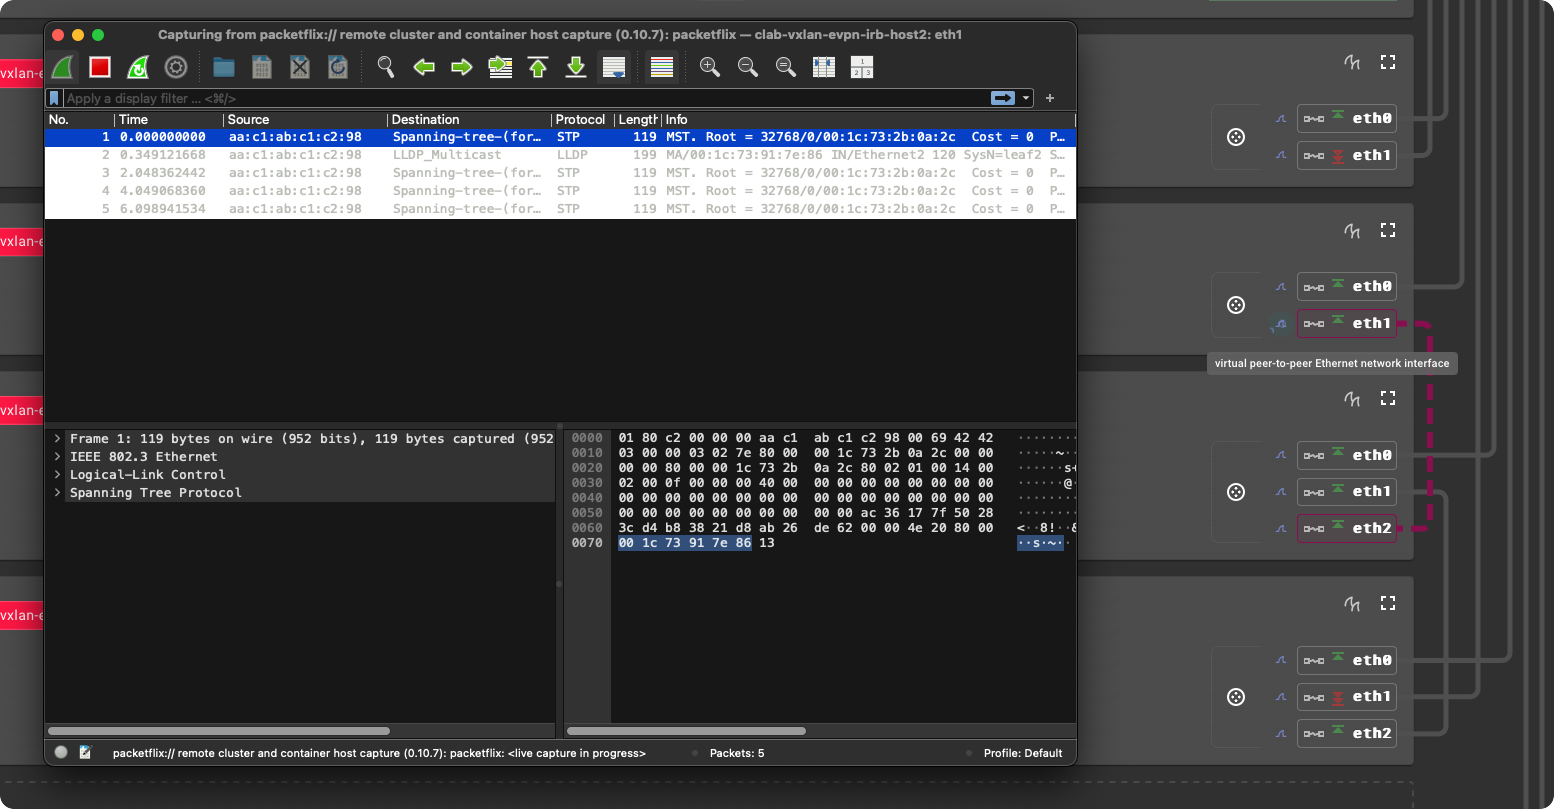 Capturing from packetflix:// remote cluster and container host capture (0.10.7): packetflix — clab-vxlan-evpn-irb-host2: eth1
Apply a display filter … <⌘/>
+
No. Time Source Destination Protocol Length Info
1 0.000000000 aa:c1:ab:c1:c2:98 Spanning-tree-(for… STP 119 MST. Root = 32768/0/00:1c:73:2b:0a:2c Cost = 0 P…
2 0.349121668 aa:c1:ab:c1:c2:98 LLDP_Multicast LLDP 199 MA/00:1c:73:91:7e:86 IN/Ethernet2 120 SysN=leaf2 S…
3 2.048362442 aa:c1:ab:c1:c2:98 Spanning-tree-(for… STP 119 MST. Root = 32768/0/00:1c:73:2b:0a:2c Cost = 0 P…
4 4.049068360 aa:c1:ab:c1:c2:98 Spanning-tree-(for… STP 119 MST. Root = 32768/0/00:1c:73:2b:0a:2c Cost = 0 P…
5 6.098941534 aa:c1:ab:c1:c2:98 Spanning-tree-(for… STP 119 MST. Root = 32768/0/00:1c:73:2b:0a:2c Cost = 0 P…
Frame 1: 119 bytes on wire (952 bits), 119 bytes captured (952
IEEE 802.3 Ethernet
Logical-Link Control
Spanning Tree Protocol
0000 01 80 c2 00 00 00 aa c1 ab c1 c2 98 00 69 42 42 ········
0010 03 00 00 03 02 7e 80 00 00 1c 73 2b 0a 2c 00 00 ·····~··
0020 00 00 80 00 00 1c 73 2b 0a 2c 80 02 01 00 14 00 ······s+
0030 02 00 0f 00 00 00 40 00 00 00 00 00 00 00 00 00 ······@·
0040 00 00 00 00 00 00 00 00 00 00 00 00 00 00 00 00 ········
0050 00 00 00 00 00 00 00 00 00 00 ac 36 17 7f 50 28 ········
0060 3c d4 b8 38 21 d8 ab 26 de 62 00 00 4e 20 80 00 <··8!··&
0070 00 1c 73 91 7e 86 13 ··s·~··
packetflix:// remote cluster and container host capture (0.10.7): packetflix: <live capture in progress>
Packets: 5
Profile: Default
vxlan-e
vxlan-e
vxlan-e
vxlan-e
eth0
eth1
eth0
eth1
virtual peer-to-peer Ethernet network interface
eth0
eth1
eth2
eth0
eth1
eth2